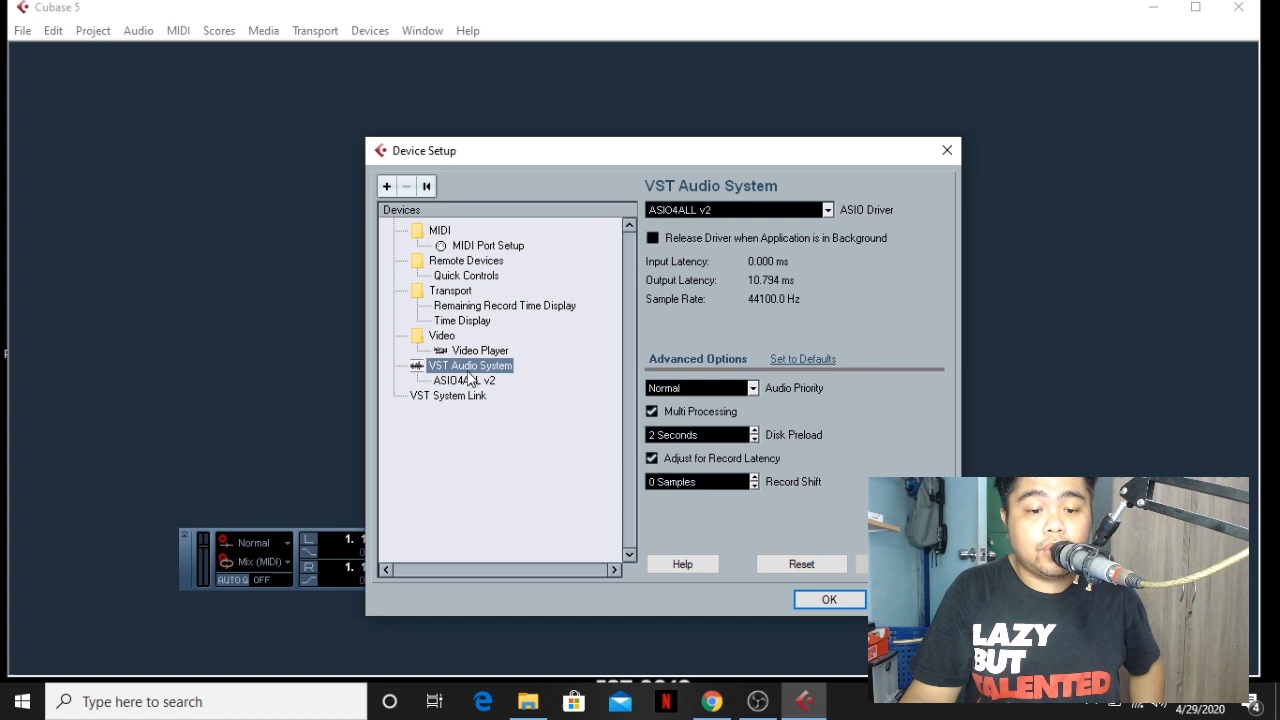 Cubase 5
File Edit Project Audio MIDI Scores Media Transport Devices Window Help
Device Setup
Devices
MIDI
MIDI Port Setup
Remote Devices
Quick Controls
Transport
Remaining Record Time Display
Time Display
Video
Video Player
VST Audio System
ASIO4ALL v2
VST System Link
VST Audio System
ASIO4ALL v2 ASIO Driver
Release Driver when Application is in Background
Input Latency: 0.000 ms
Output Latency: 10.794 ms
Sample Rate: 44100.0 Hz
Advanced Options Set to Defaults
Normal Audio Priority
Multi Processing
2 Seconds Disk Preload
Adjust for Record Latency
0 Samples Record Shift
Help Reset
OK
Normal
Mix (MIDI)
AUTO Q OFF
L 1. 1
R 1. 1
LAZY
BUT
TALENTED
Type here to search
4/29/2020
4